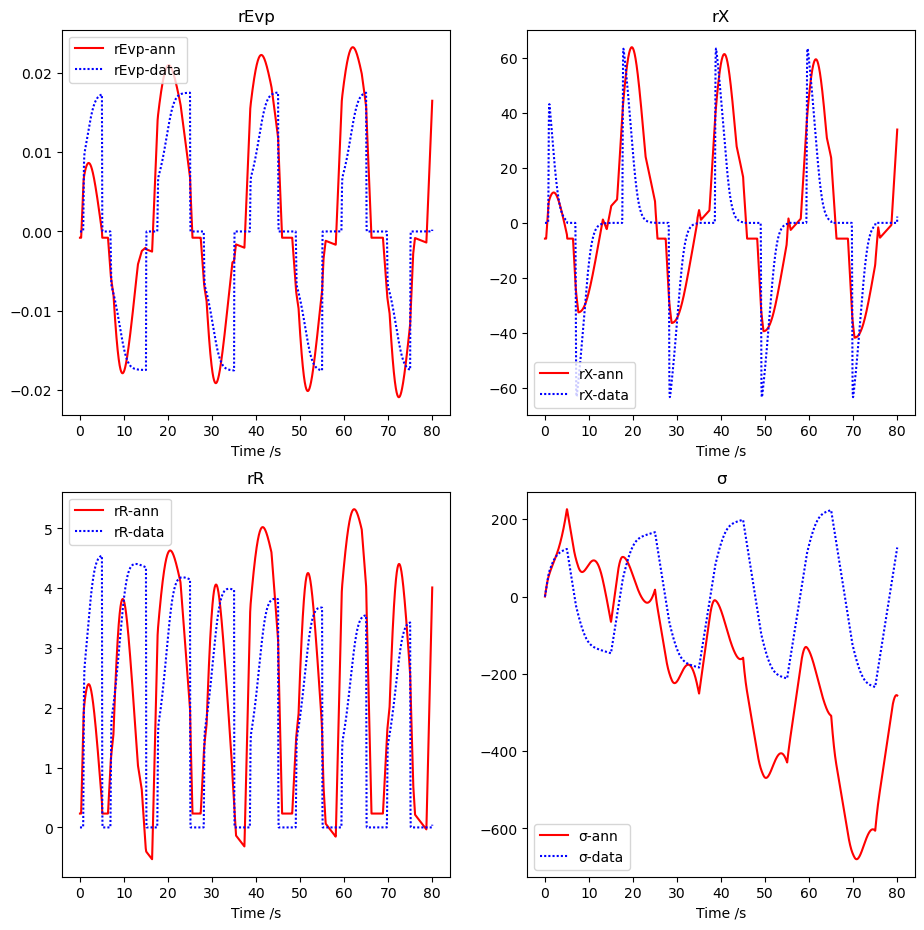 rEvp
rEvp-ann
rEvp-data
0.02
0.01
0.00
−0.01
−0.02
0 10 20 30 40 50 60 70 80
Time /s
rX
60
40
20
0
−20
−40
−60
rX-ann
rX-data
0 10 20 30 40 50 60 70 80
Time /s
rR
rR-ann
rR-data
5
4
3
2
1
0
0 10 20 30 40 50 60 70 80
Time /s
σ
200
0
−200
−400
−600
σ-ann
σ-data
0 10 20 30 40 50 60 70 80
Time /s